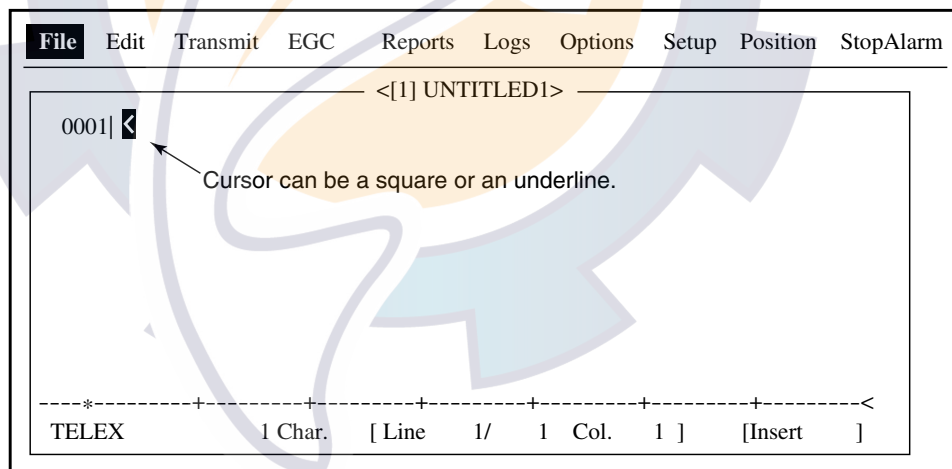 File Edit Transmit EGC Reports Logs Options Setup Position StopAlarm
<[1] UNTITLED1>
0001| <
Cursor can be a square or an underline.
----*---------+---------+---------+---------+---------+---------+---------<
TELEX 1 Char. [ Line 1/ 1 Col. 1 ] [Insert ]